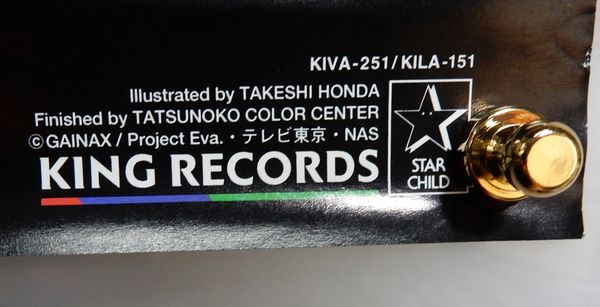 KIVA-251/KILA-151
Illustrated by TAKESHI HONDA
Finished by TATSUNOKO COLOR CENTER
©GAINAX / Project Eva.・テレビ東京・NAS
KING RECORDS
STAR
CHILD